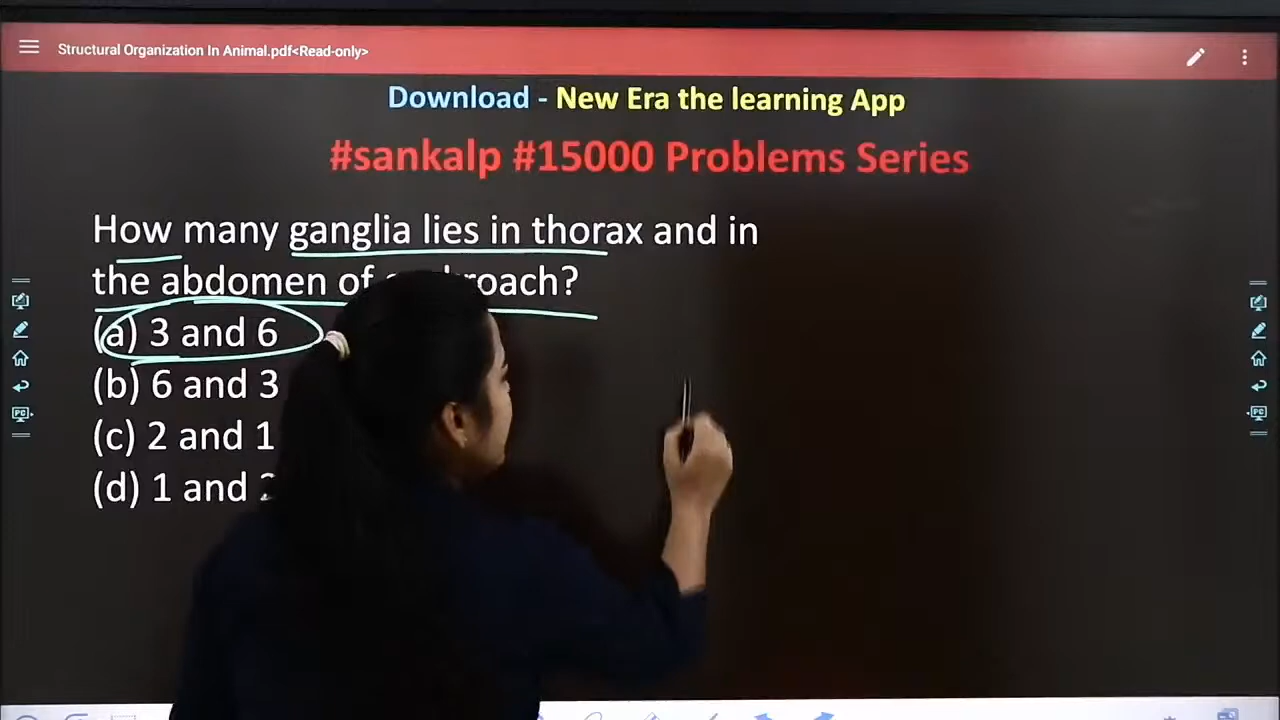 Structural Organization In Animal.pdf<Read-only>
Download - New Era the learning App
#sankalp #15000 Problems Series
How many ganglia lies in thorax and in
the abdomen of
(a) 3 and 6
(b) 6 and 3
(c) 2 and 1
(d) 1 and
PC
PC